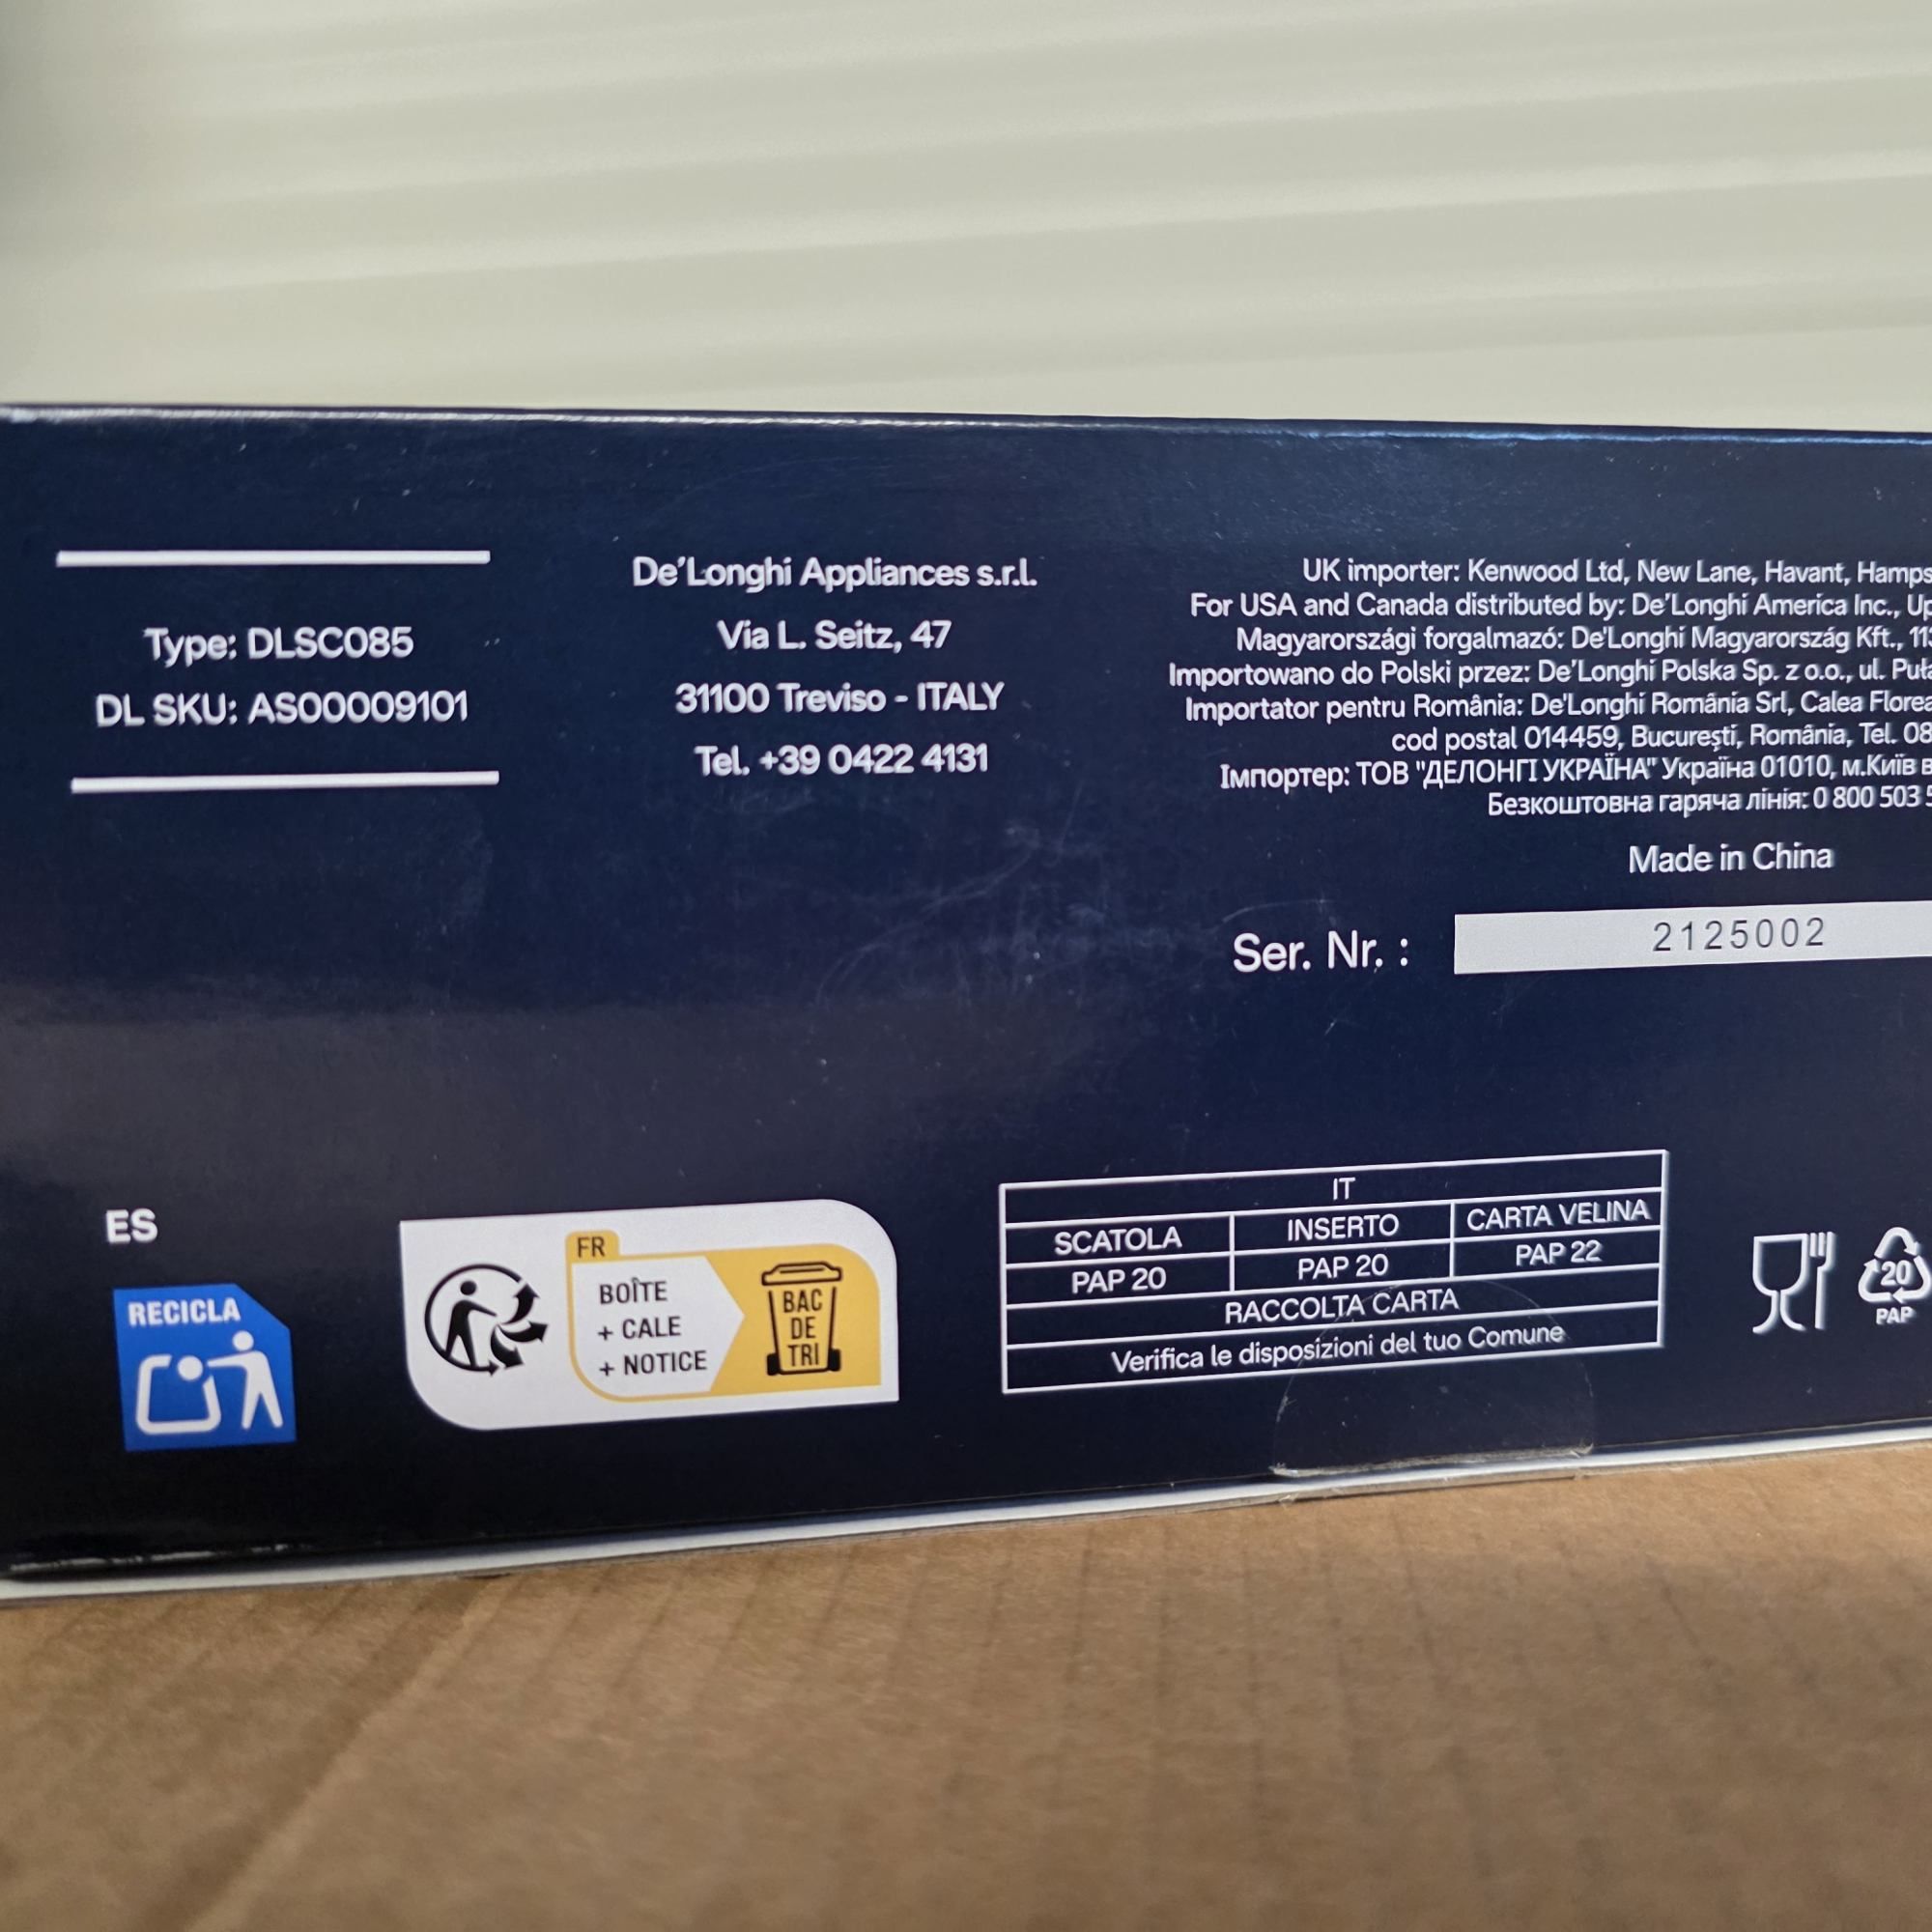 Type: DLSC085
DL SKU: AS00009101
De'Longhi Appliances s.r.l.
Via L. Seitz, 47
31100 Treviso - ITALY
Tel. +39 0422 4131
UK importer: Kenwood Ltd, New Lane, Havant,
For USA and Canada distributed by: De'Longhi America Inc.,
Magyarországi forgalmazó: De'Longhi Magyarország Kft.,
Importowano do Polski przez: De'Longhi Polska Sp. z o.o., ul.
Importator pentru România: De'Longhi România Srl, Calea
cod postal 014459, Bucureşti, România, Tel.
Імпортер: ТОВ "ДЕЛОНГІ УКРАЇНА" Україна 01010, м.Київ
Безкоштовна гаряча лінія: 0 800 503
Made in China
Ser. Nr. : 2125002
ES
RECICLA
FR
BOÎTE
+ CALE
+ NOTICE
BAC
DE
TRI
IT
SCATOLA INSERTO CARTA VELINA
PAP 20 PAP 20 PAP 22
RACCOLTA CARTA
Verifica le disposizioni del tuo Comune
20
PAP